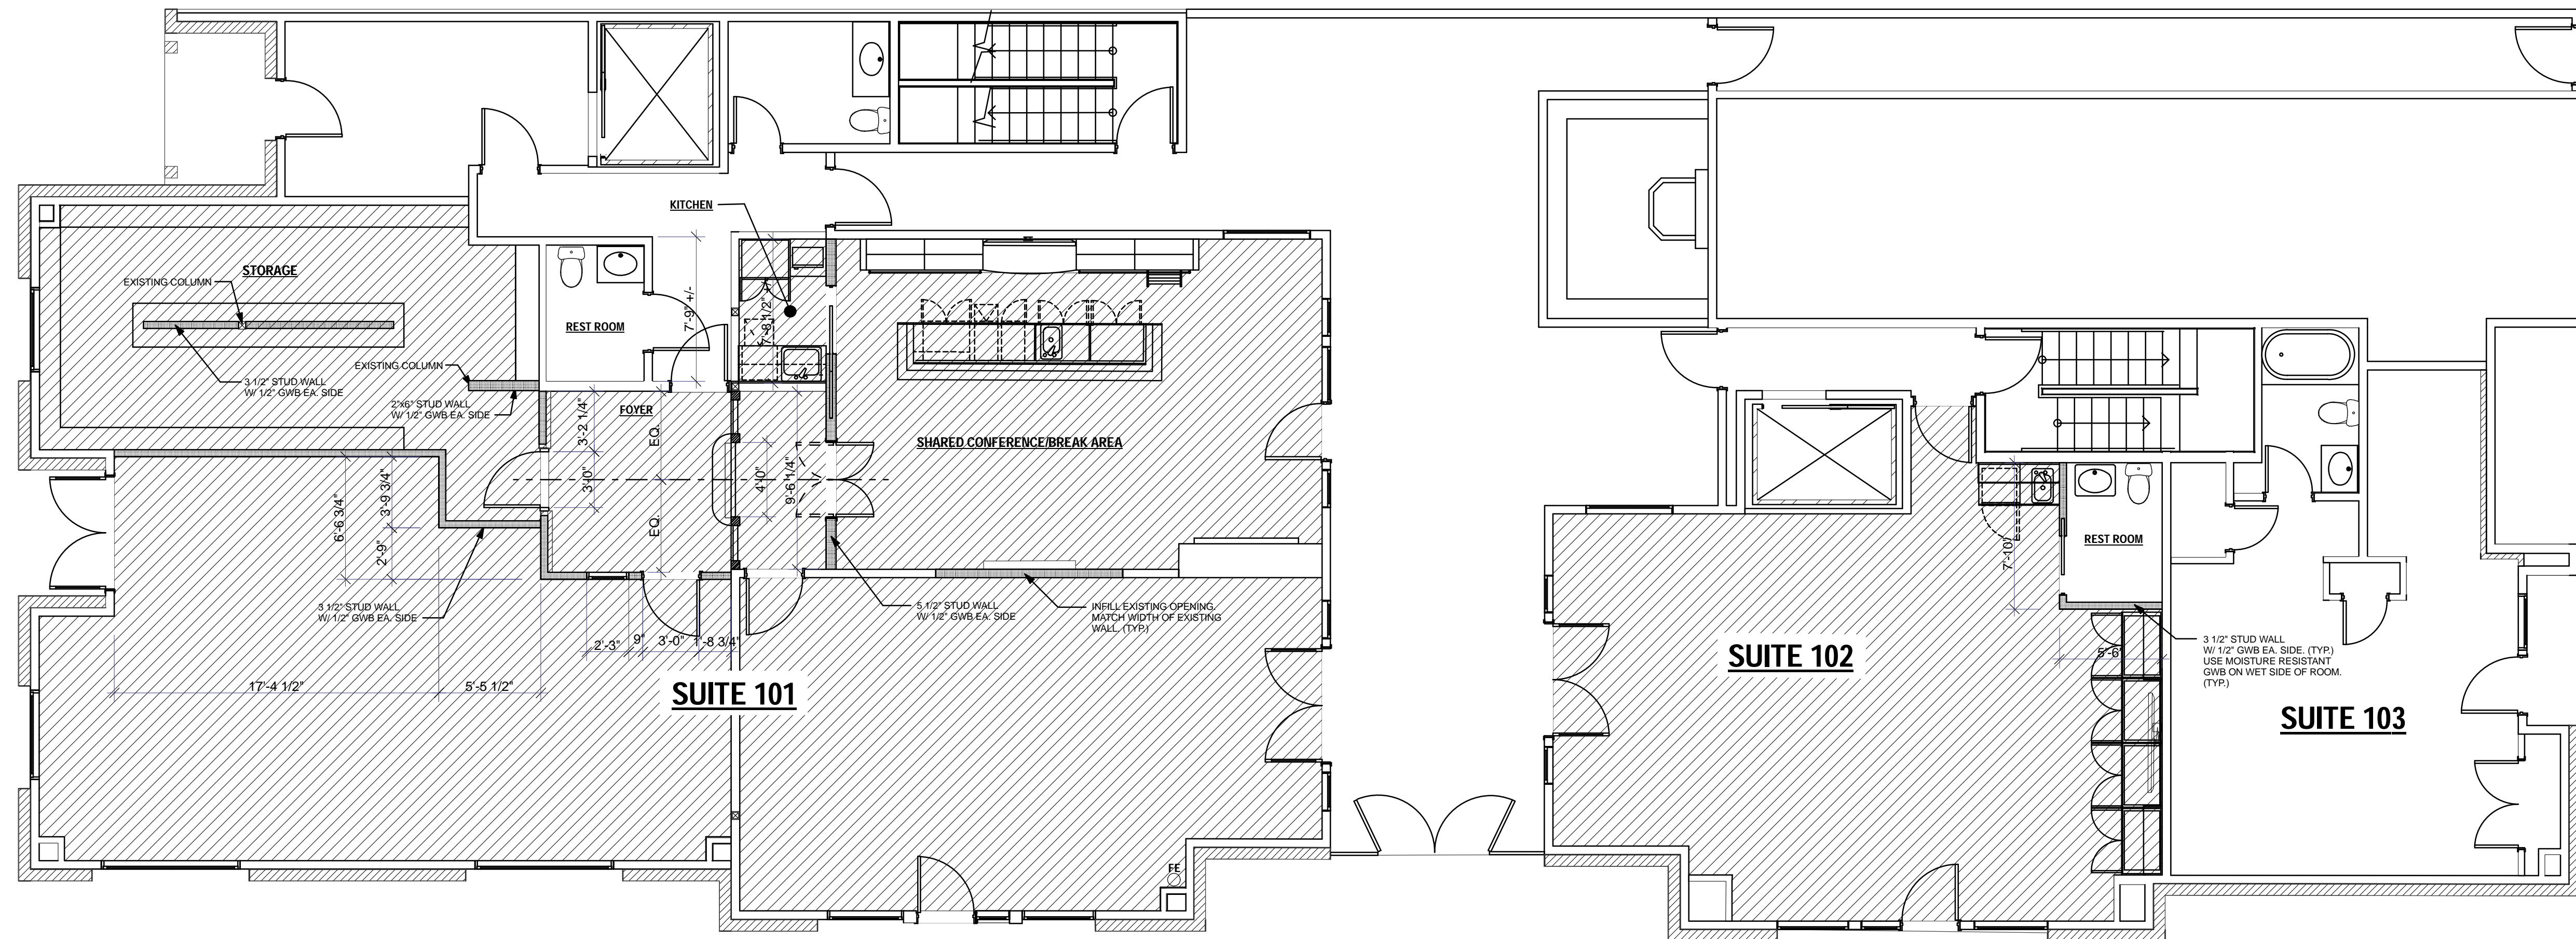 KITCHEN
STORAGE
EXISTING COLUMN
REST ROOM
7'-9" +/-
7'-8 1/2" +/-
EXISTING COLUMN
3 1/2" STUD WALL
W/ 1/2" GWB EA. SIDE
2"x6" STUD WALL
W/ 1/2" GWB EA. SIDE
FOYER
3'-2 1/4"
EQ.
SHARED CONFERENCE/BREAK AREA
3'-0"
4'-0"
9'-6 1/4"
6'-6 3/4"
3'-9 3/4"
2'-9"
EQ.
3 1/2" STUD WALL
W/ 1/2" GWB EA. SIDE
5 1/2" STUD WALL
W/ 1/2" GWB EA. SIDE
INFILL EXISTING OPENING.
MATCH WIDTH OF EXISTING
WALL. (TYP.)
2'-3"
9"
3'-0"
1'-8 3/4"
17'-4 1/2"
5'-5 1/2"
SUITE 101
FE
REST ROOM
7'-10"
SUITE 102
5'-6"
3 1/2" STUD WALL
W/ 1/2" GWB EA. SIDE. (TYP.)
USE MOISTURE RESISTANT
GWB ON WET SIDE OF ROOM.
(TYP.)
SUITE 103